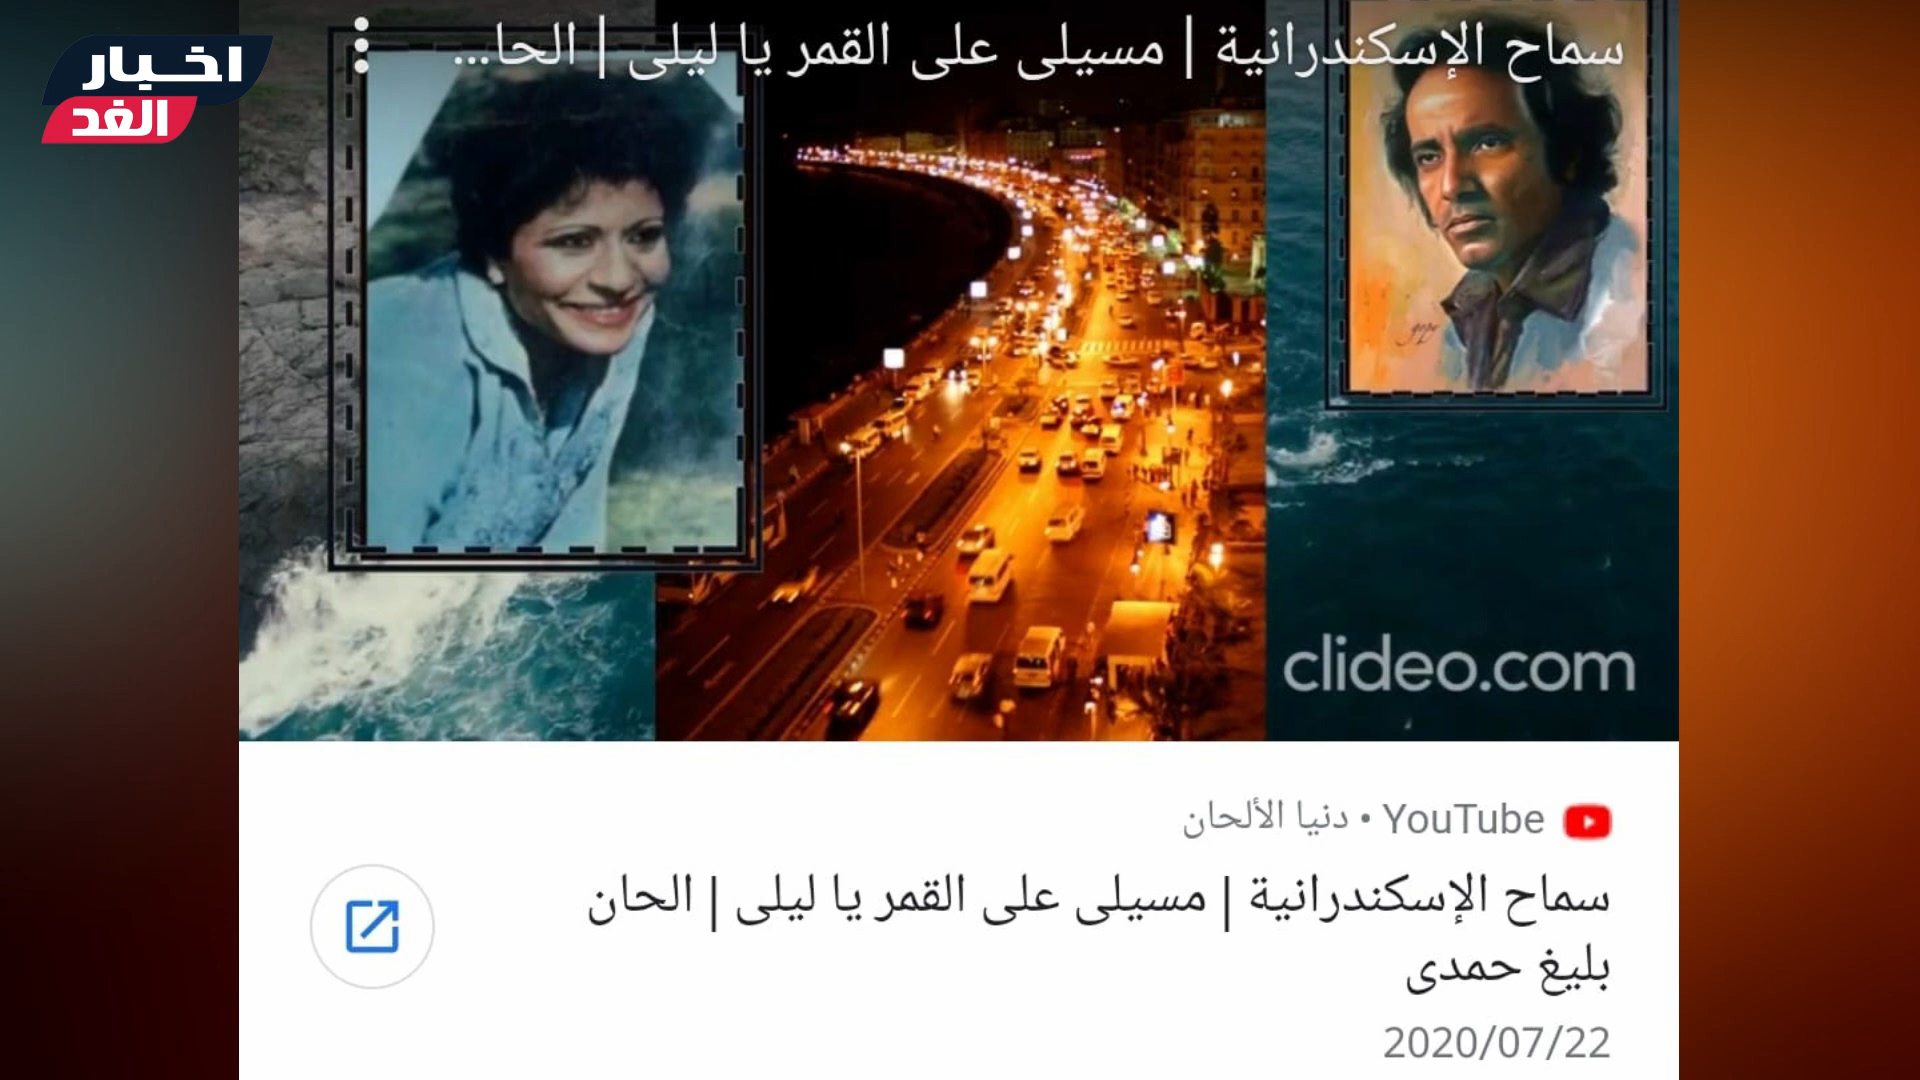 اخبار
الغد
سماح الإسكندرانية | مسيلى على القمر يا ليلى | الحا...
clideo.com
YouTube • دنيا الألحان
سماح الإسكندرانية | مسيلى على القمر يا ليلى | الحان
بليغ حمدى
2020/07/22